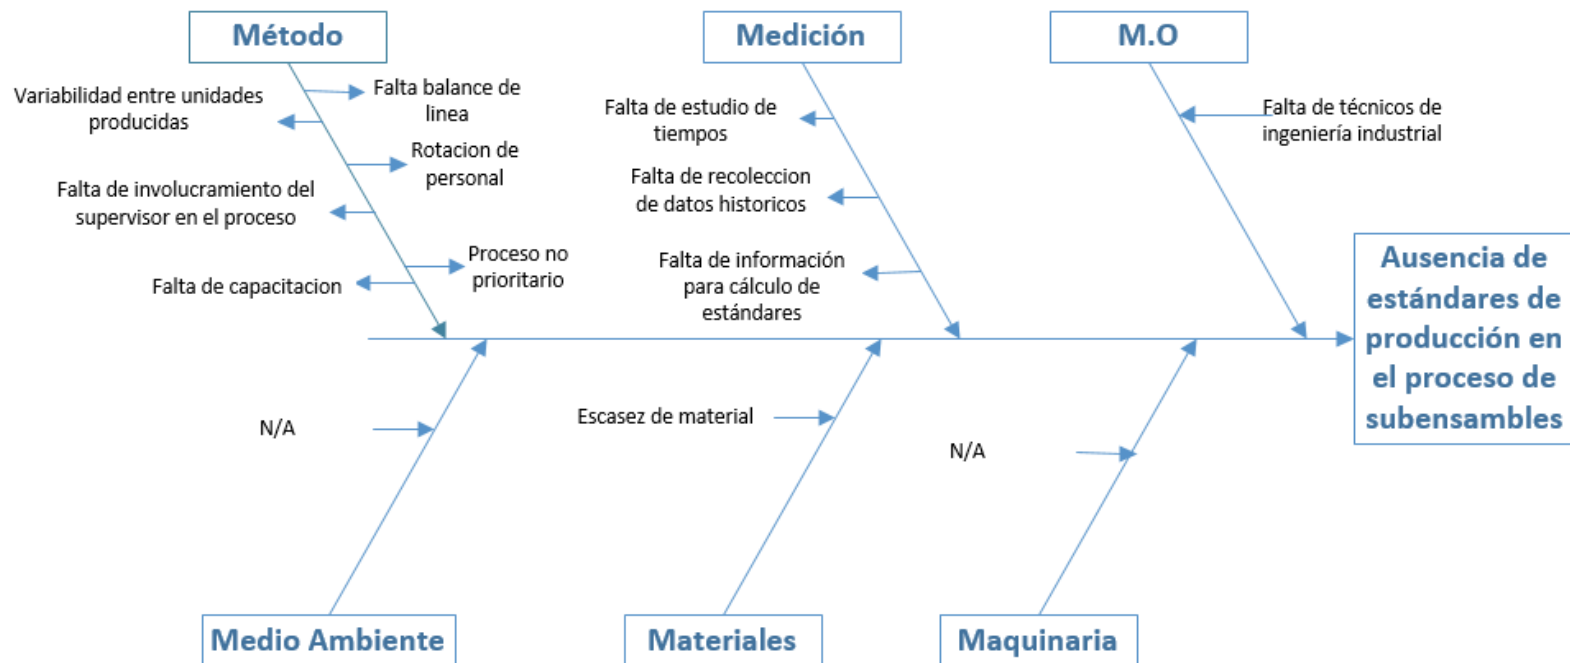 Método
Medición
M.O
Variabilidad entre unidades
producidas
Falta balance de
linea
Rotacion de
personal
Falta de involucramiento del
supervisor en el proceso
Proceso no
prioritario
Falta de capacitacion
Falta de estudio de
tiempos
Falta de recoleccion
de datos historicos
Falta de información
para cálculo de
estándares
Falta de técnicos de
ingeniería industrial
Ausencia de
estándares de
producción en
el proceso de
subensambles
N/A
Escasez de material
N/A
Medio Ambiente
Materiales
Maquinaria